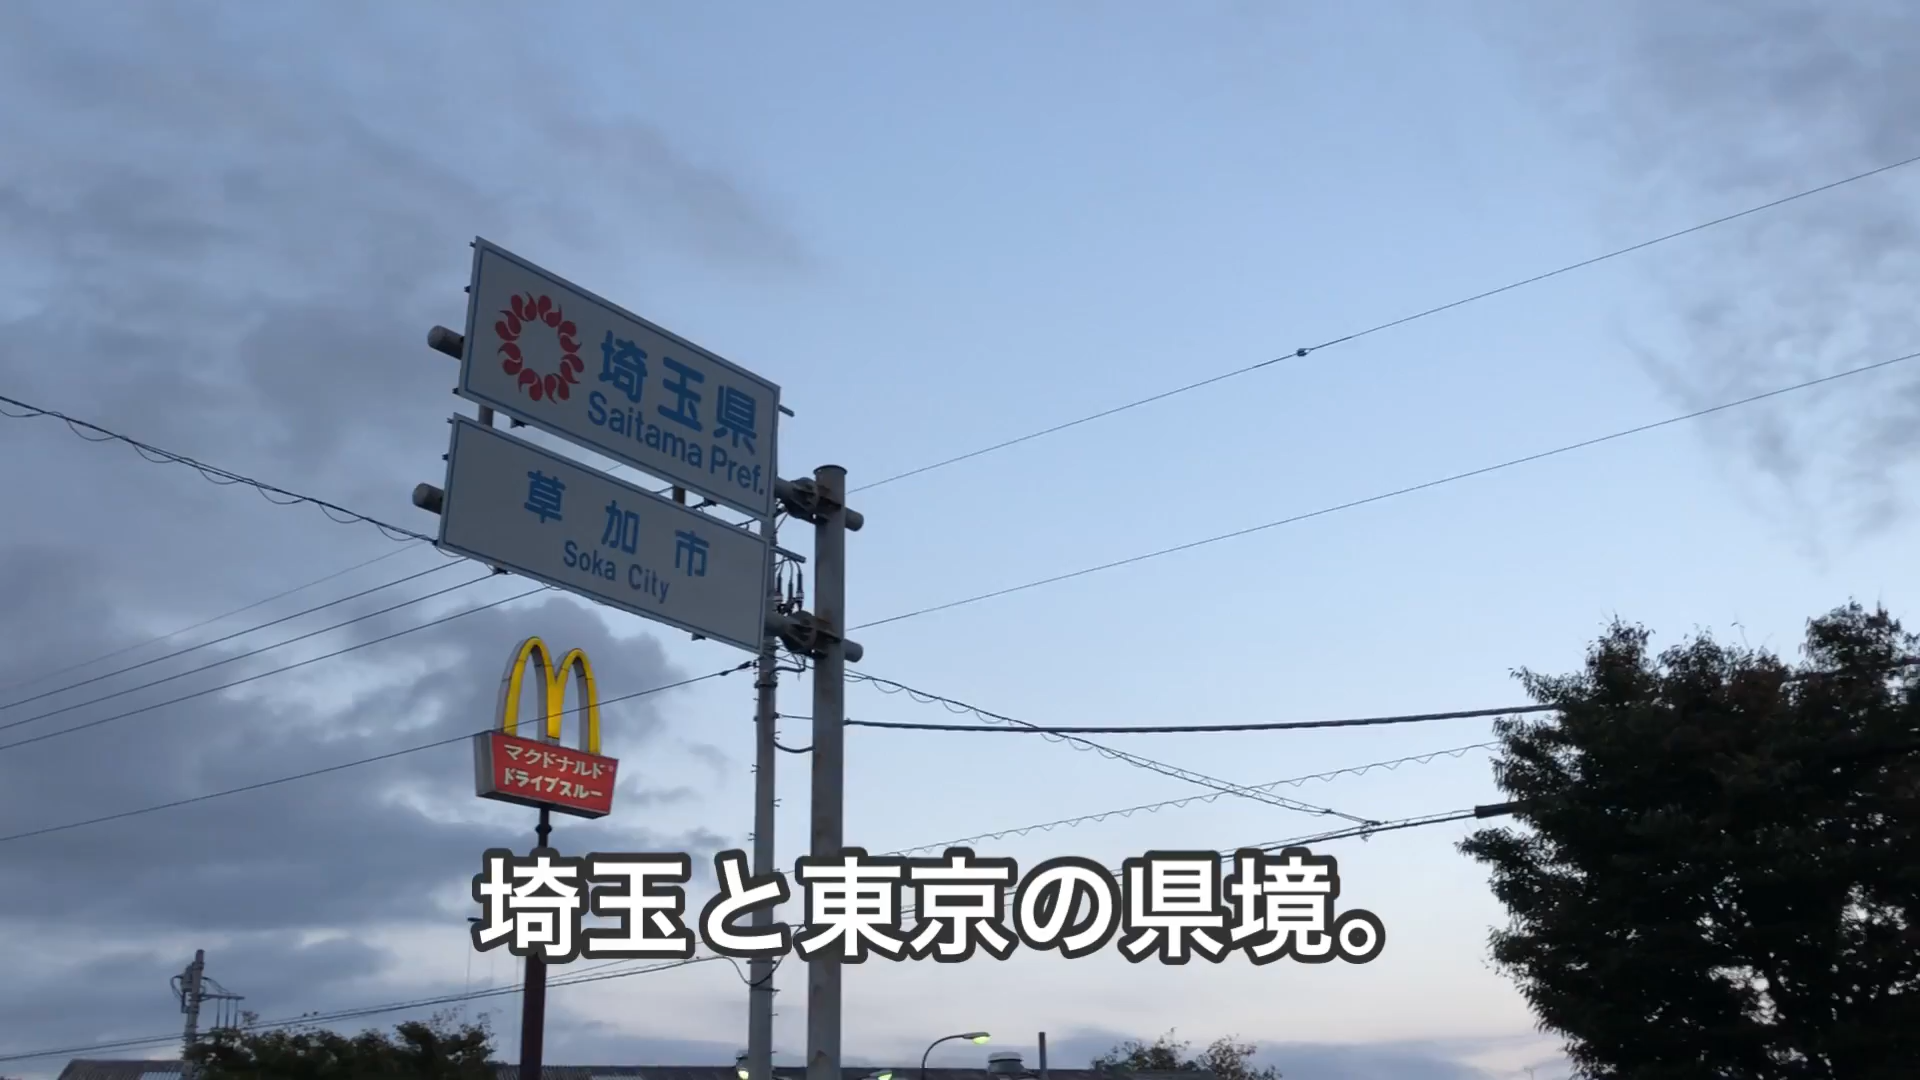 埼玉県
Saitama Pref.
草加市
Soka City
マクドナルド
ドライブスルー
埼玉と東京の県境。